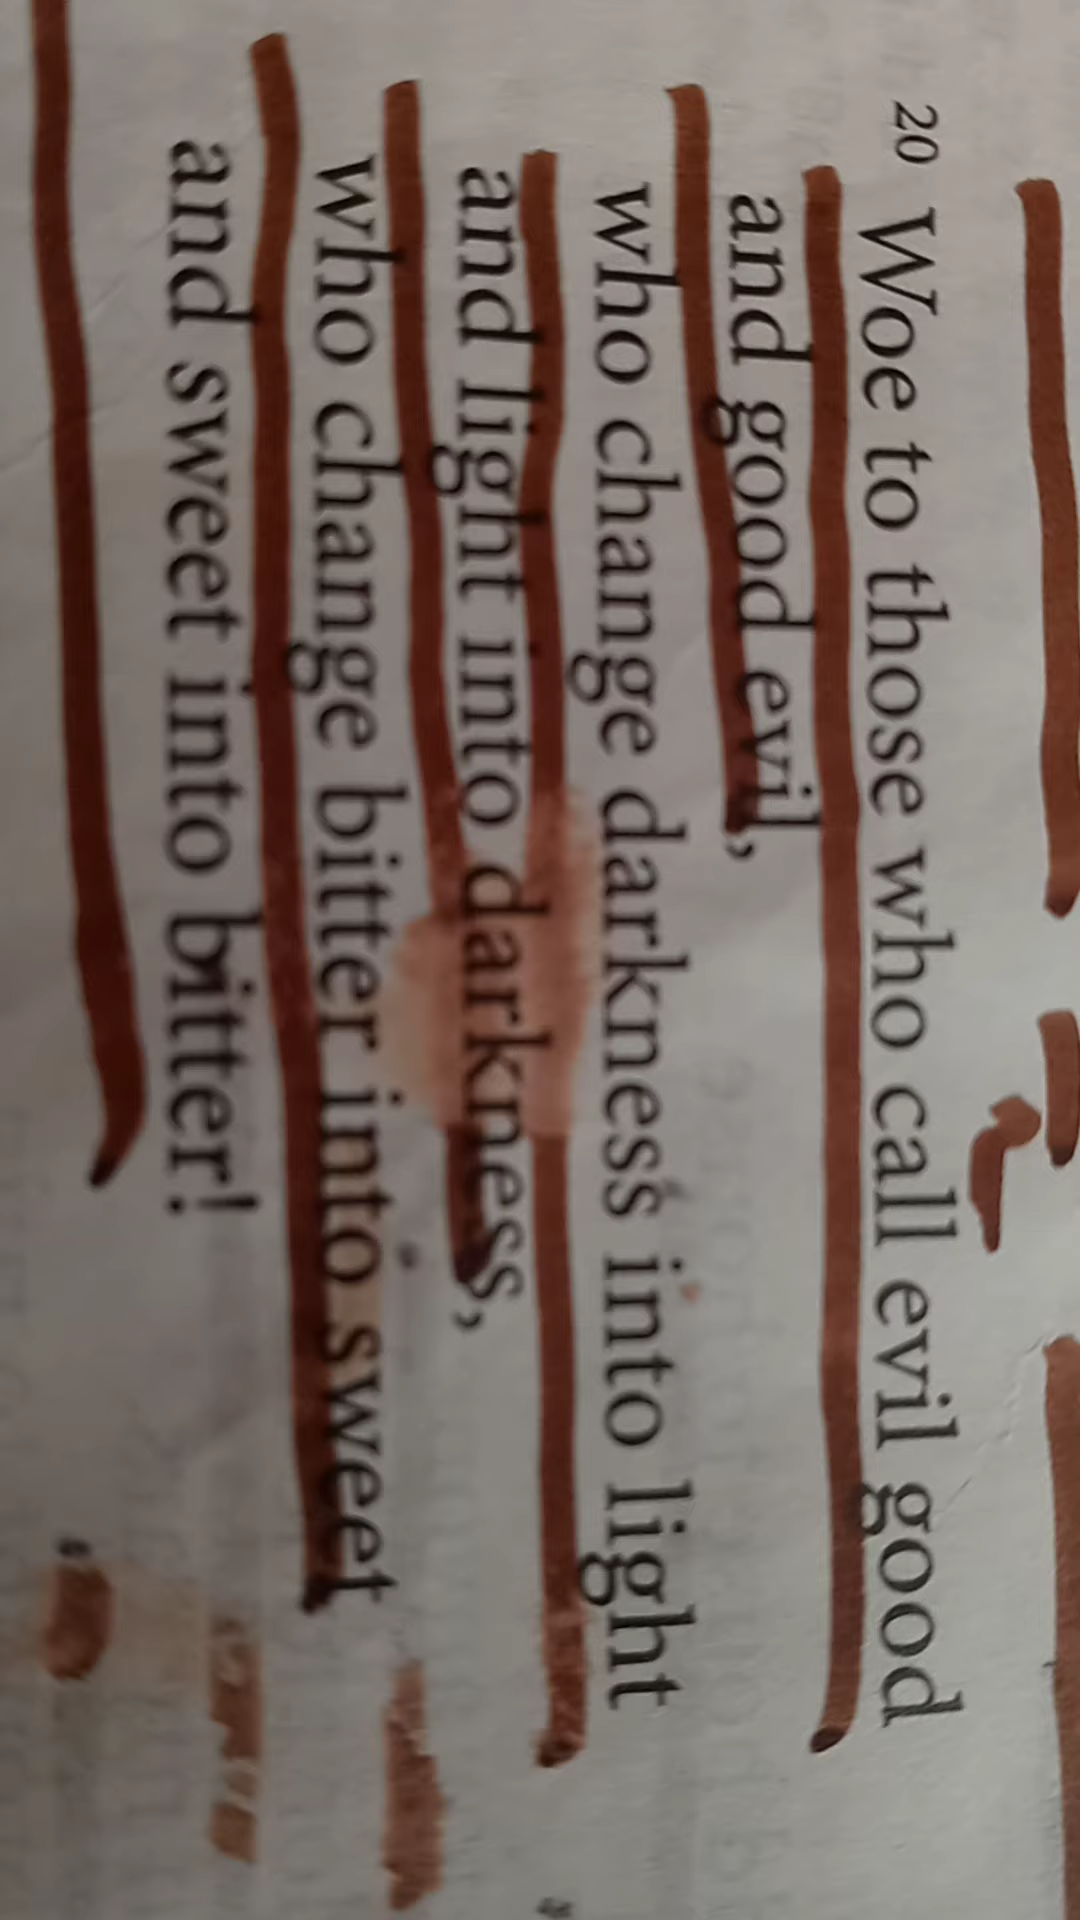 20 Woe to those who call evil good
and good evil,
who change darkness into light
and light into darkness,
who change bitter into sweet
and sweet into bitter!